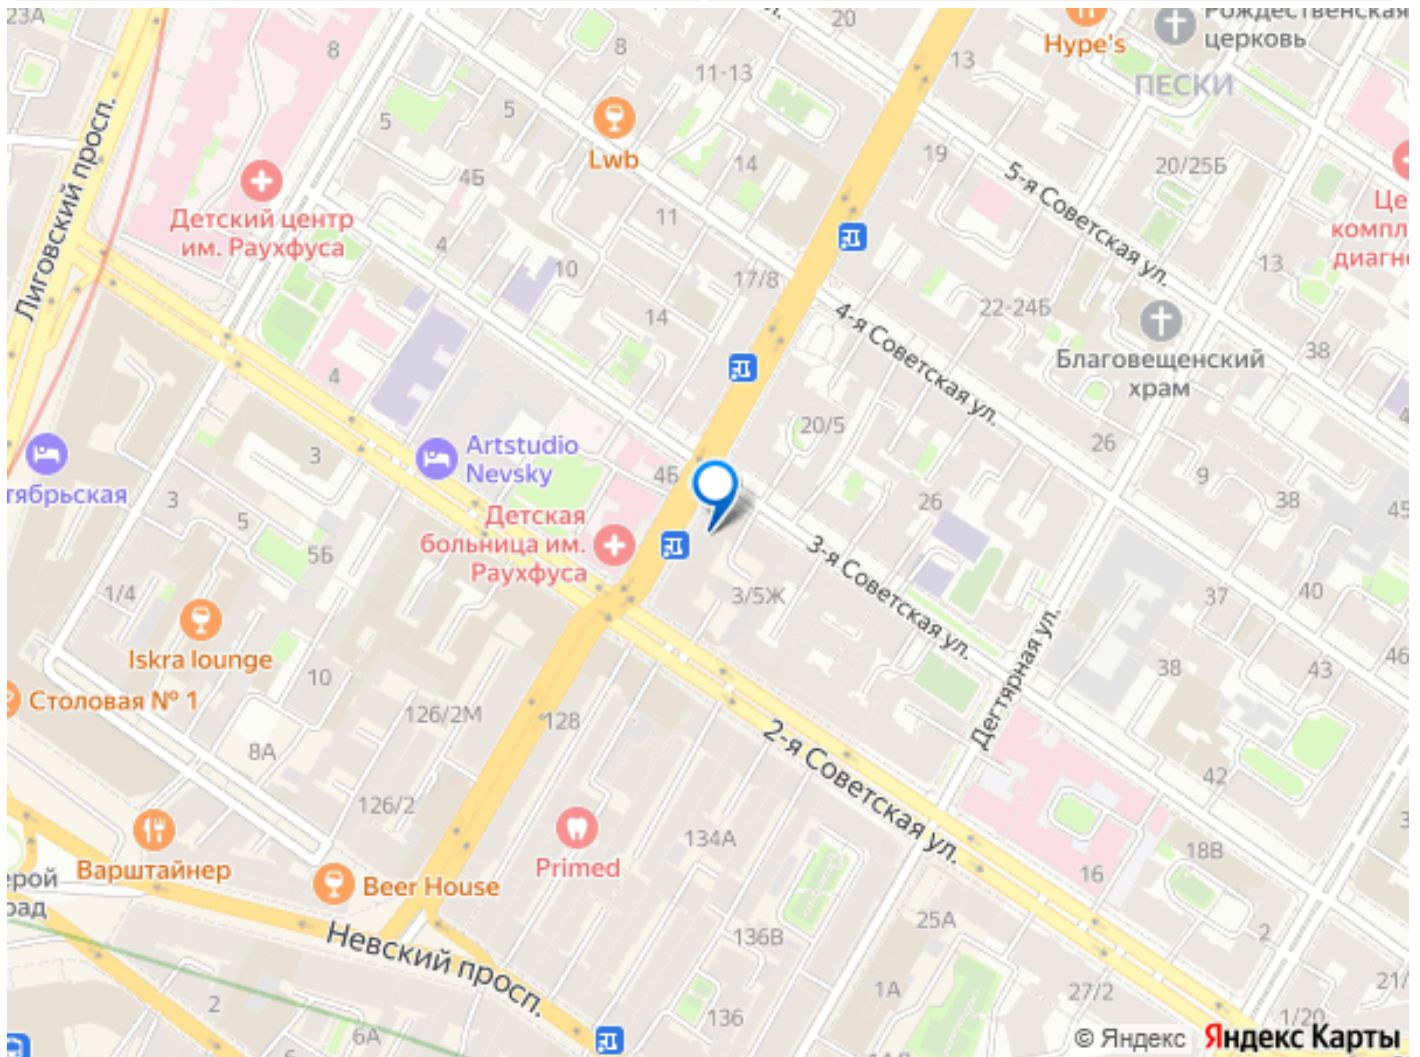 23А
20
Рождественская
церковь
Hype's
8
8
11-13
13
ПЕСКИ
5
5
Lwb
14
19
20/25Б
5-я Советская ул.
Лиговский просп.
4Б
Детский центр
им. Раухфуса
11
4
10
17/8
13
22-24Б
14
4-я Советская ул.
Благовещенский
храм
38
4
20/5
26
Artstudio
Nevsky
3
4Б
9
38
3
26
5
5Б
Детская
больница им.
Раухфуса
3-я Советская ул.
45
1/4
3/5Ж
37
40
Iskra lounge
Дегтярная ул.
38
43
46
Столовая № 1
10
126/2М
128
8А
2-я Советская ул.
42
126/2
134А
Primed
18В
16
Варштайнер
Beer House
Невский просп.
25А
136В
2
2
136
1А
27/2
21/
6А
1/20
© Яндекс Яндекс Карты